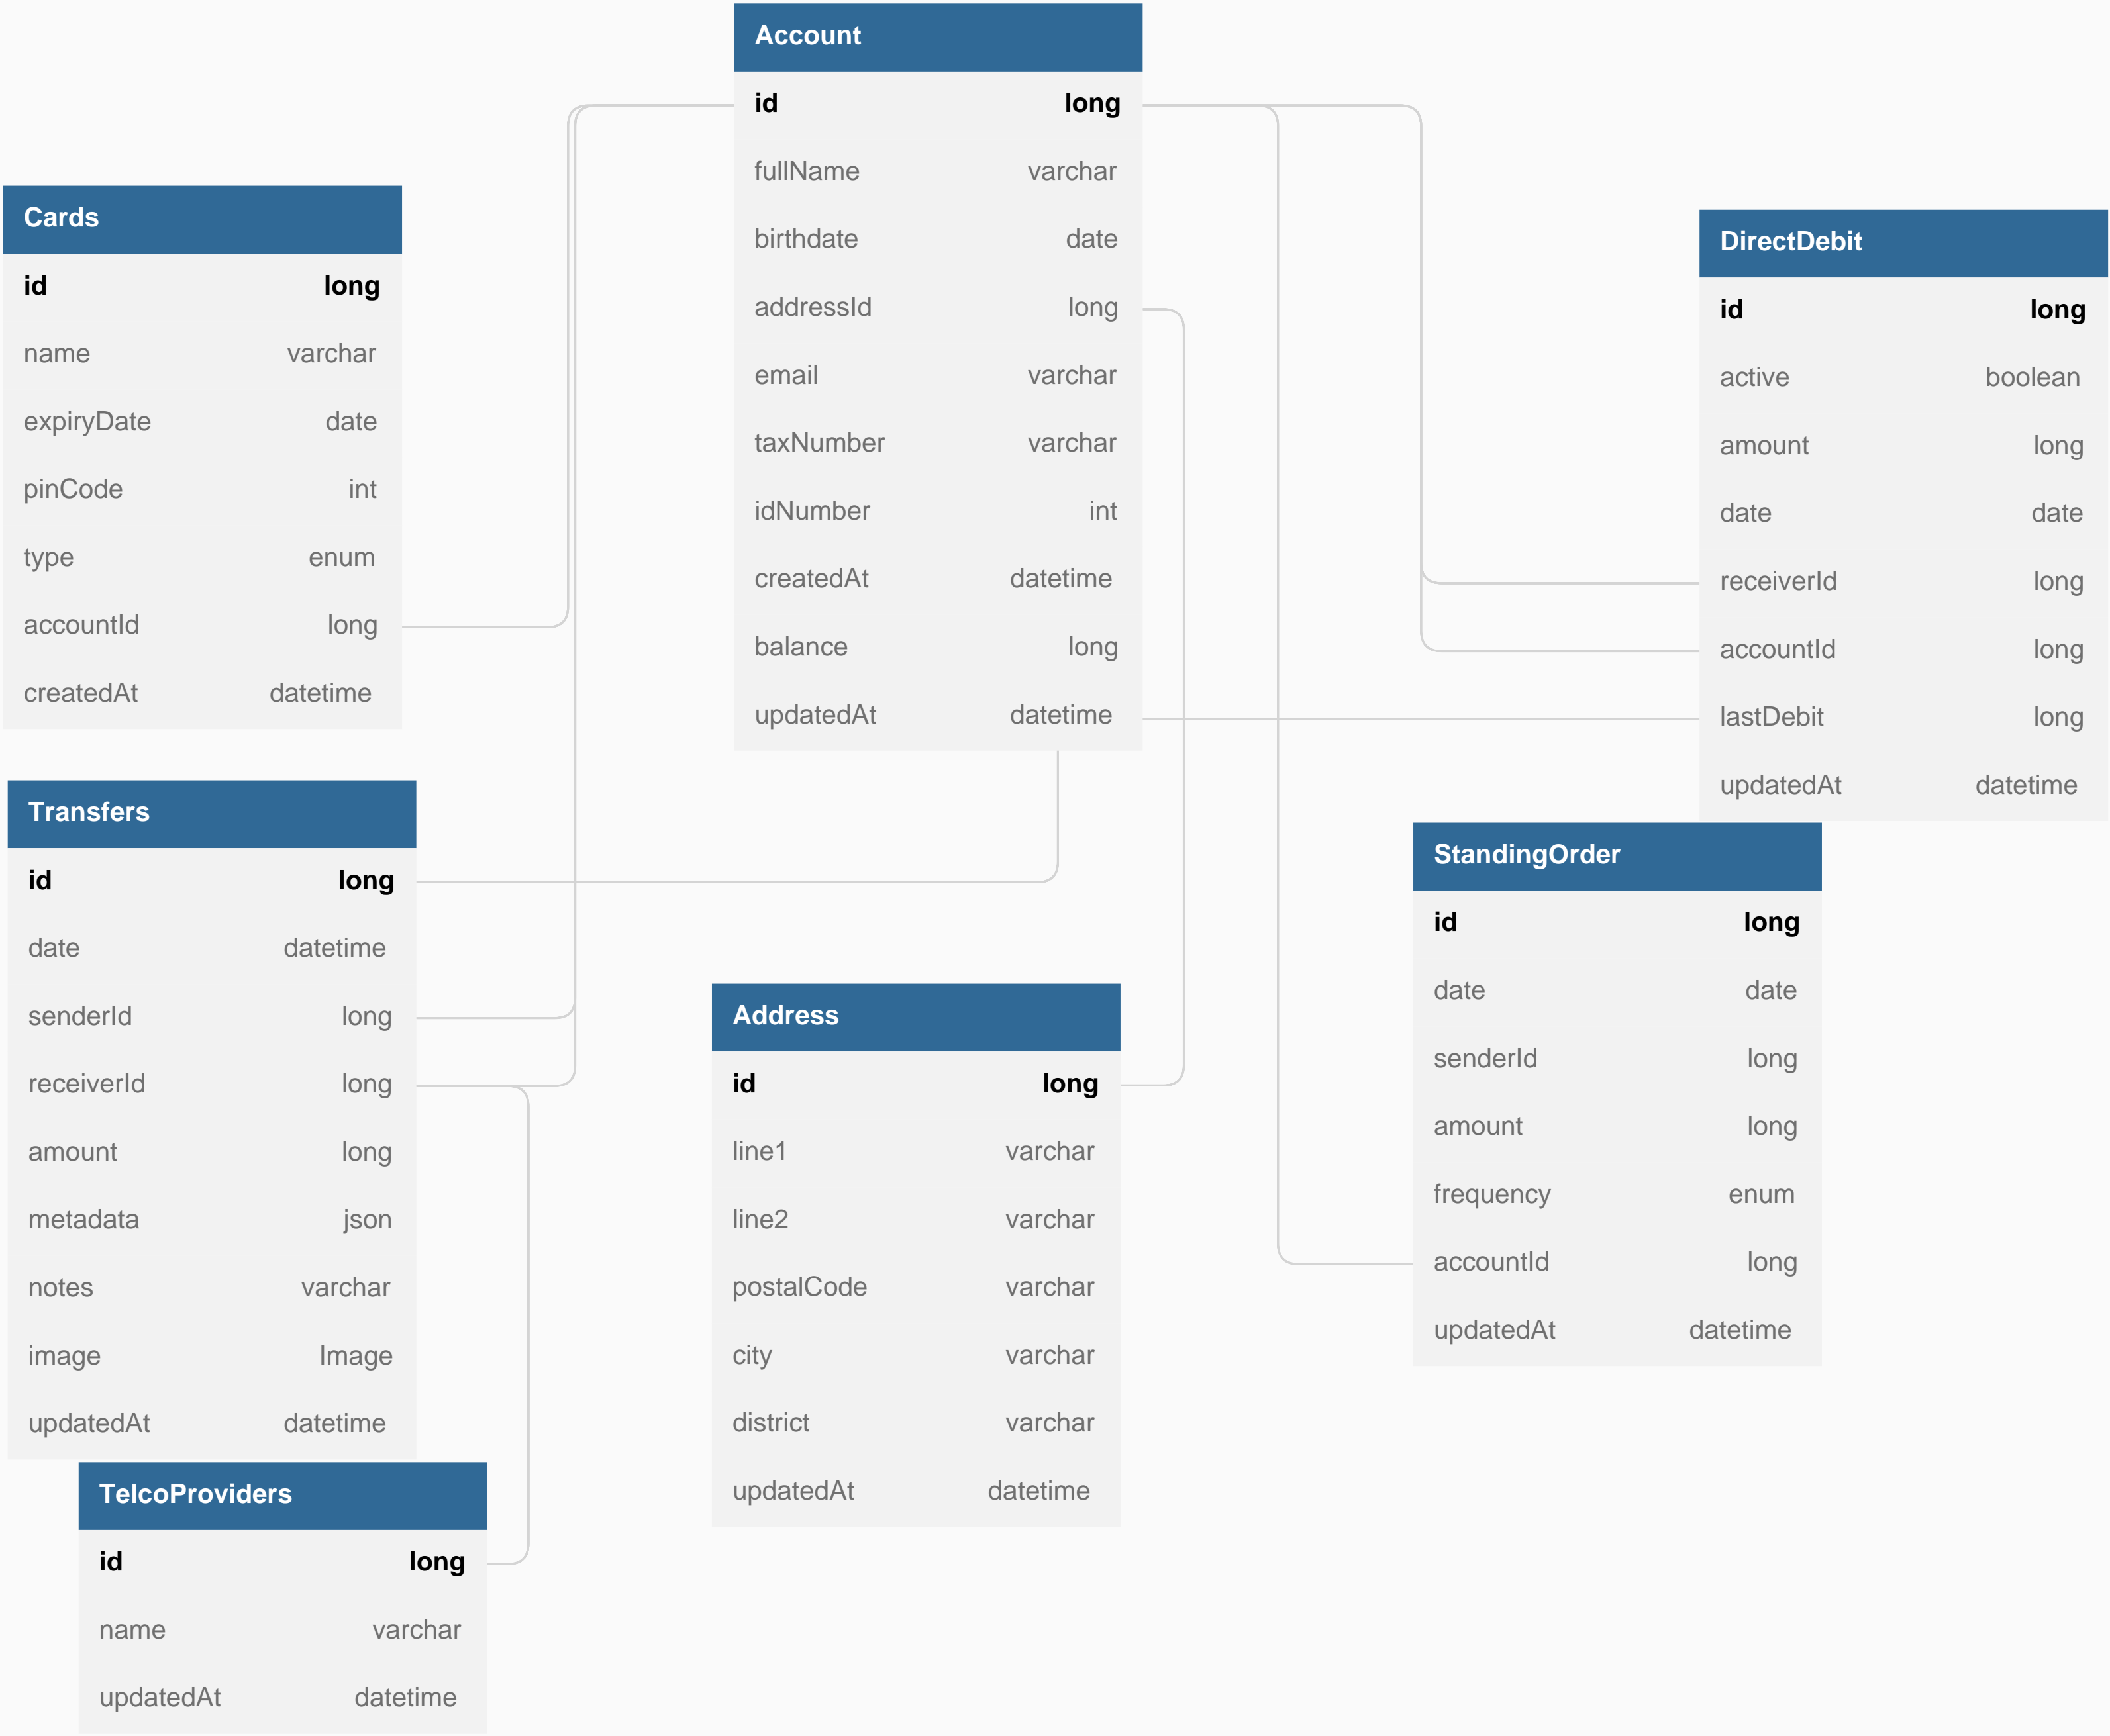 Account
id long
fullName varchar
birthdate date
addressId long
email varchar
taxNumber varchar
idNumber int
createdAt datetime
balance long
updatedAt datetime
Cards
id long
name varchar
expiryDate date
pinCode int
type enum
accountId long
createdAt datetime
DirectDebit
id long
active boolean
amount long
date date
receiverId long
accountId long
lastDebit long
updatedAt datetime
Transfers
id long
date datetime
senderId long
receiverId long
amount long
metadata json
notes varchar
image Image
updatedAt datetime
StandingOrder
id long
date date
senderId long
amount long
frequency enum
accountId long
updatedAt datetime
Address
id long
line1 varchar
line2 varchar
postalCode varchar
city varchar
district varchar
updatedAt datetime
TelcoProviders
id long
name varchar
updatedAt datetime